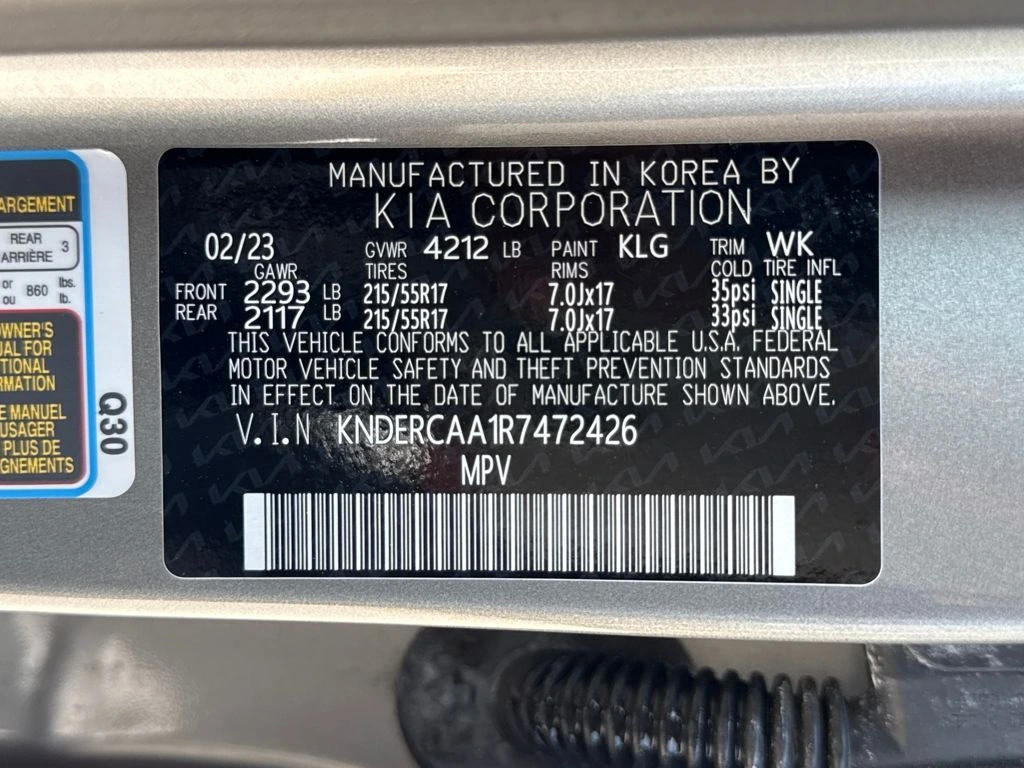 MANUFACTURED IN KOREA BY
KIA CORPORATION
02/23 GVWR 4212 LB PAINT KLG TRIM WK
GAWR TIRES RIMS COLD TIRE INFL
FRONT 2293 LB 215/55R17 7.0Jx17 35psi SINGLE
REAR 2117 LB 215/55R17 7.0Jx17 33psi SINGLE
THIS VEHICLE CONFORMS TO ALL APPLICABLE U.S.A. FEDERAL
MOTOR VEHICLE SAFETY AND THEFT PREVENTION STANDARDS
IN EFFECT ON THE DATE OF MANUFACTURE SHOWN ABOVE.
V.I.N KNDERCAA1R7472426
MPV
ARGEMENT
REAR
ARRIÈRE 3
or
ou 860 lbs.
lb.
OWNER'S
UAL FOR
TIONAL
RMATION
E MANUEL
'USAGER
PLUS DE
GNEMENTS
Q30